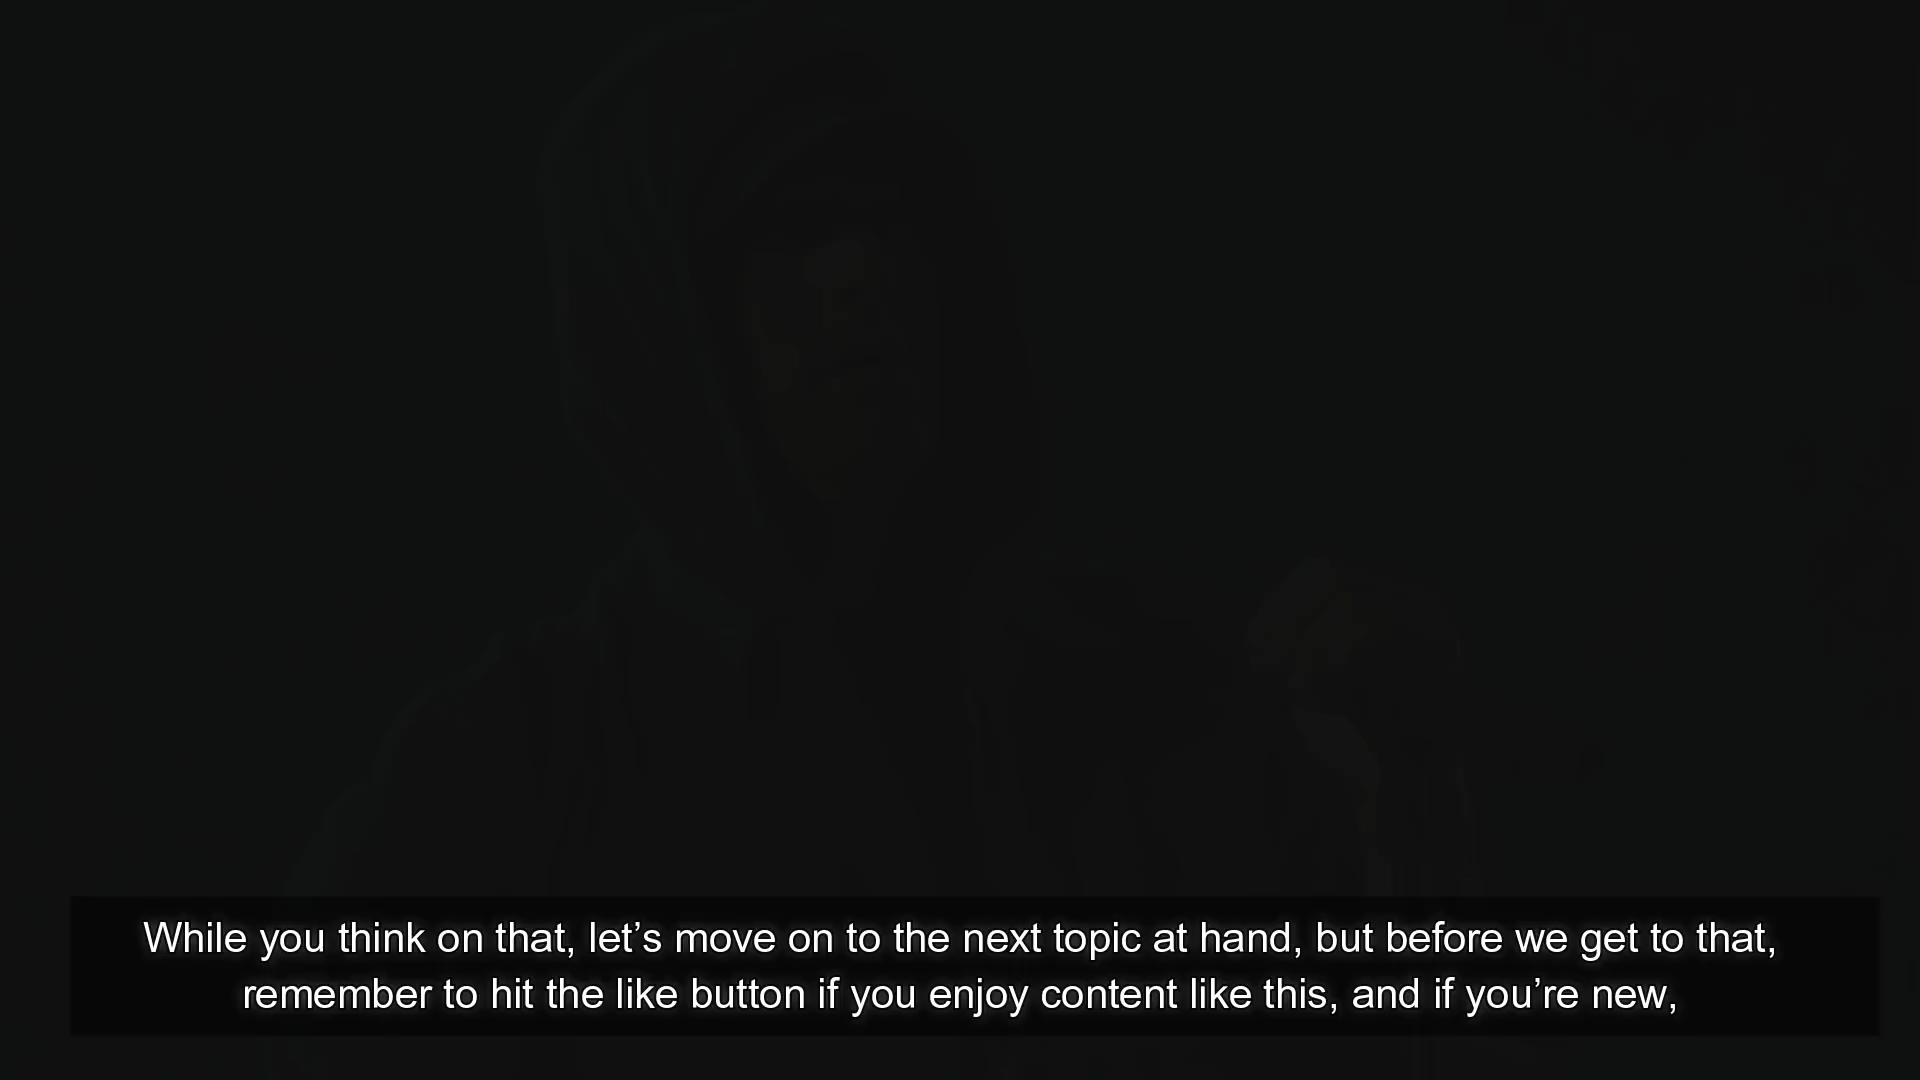 While you think on that, let’s move on to the next topic at hand, but before we get to that,
remember to hit the like button if you enjoy content like this, and if you’re new,